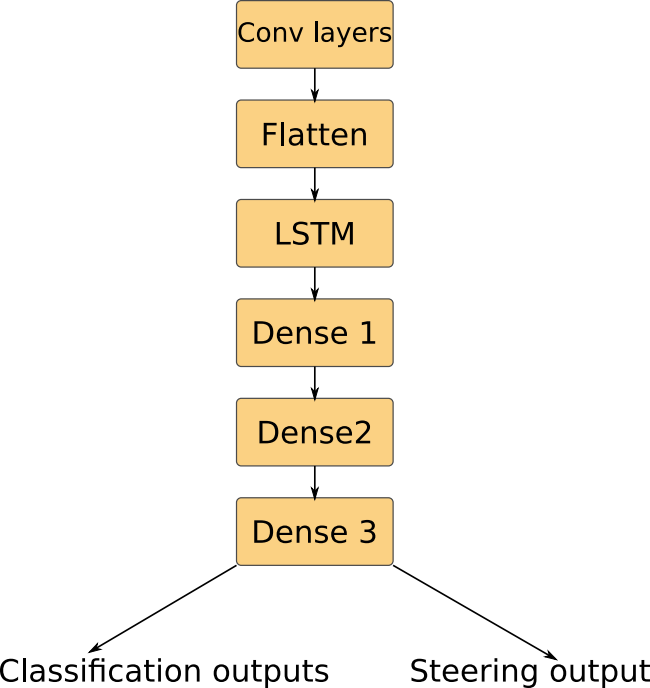 Conv layers
Flatten
LSTM
Dense 1
Dense2
Dense 3
Classification outputs
Steering output